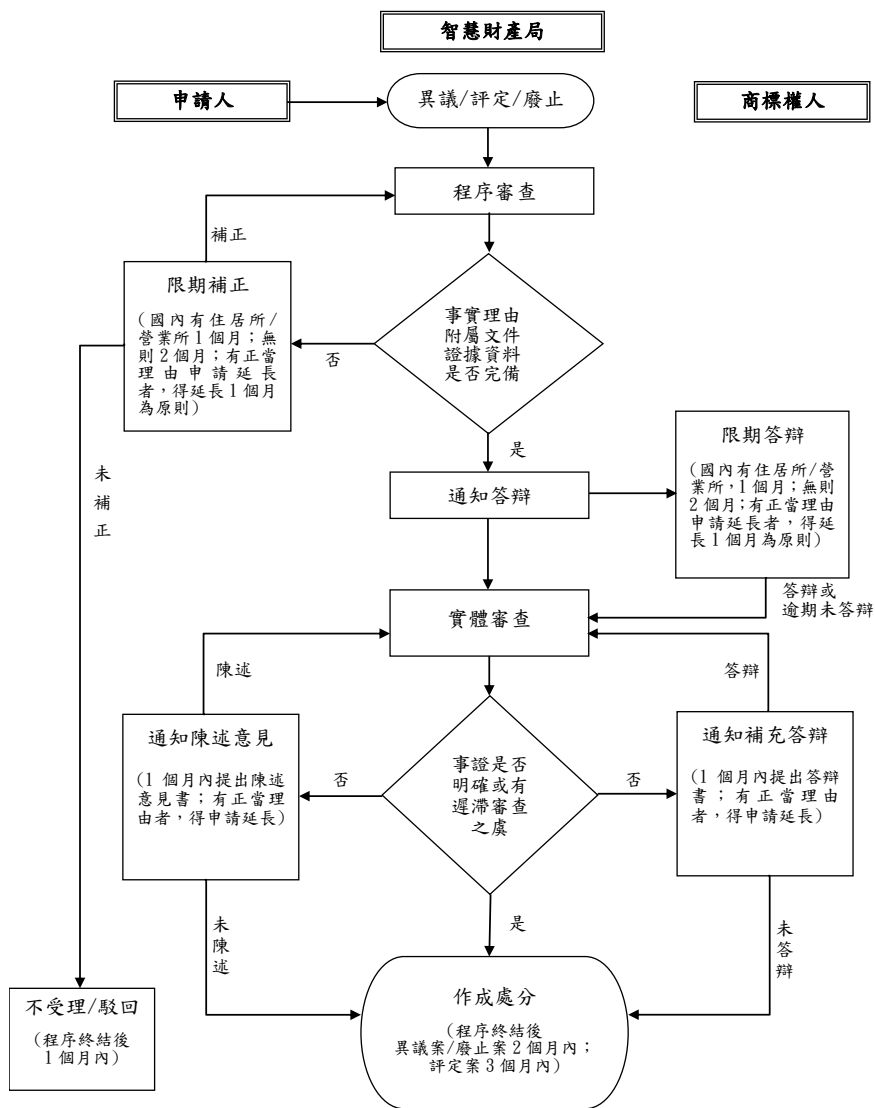 智慧財產局
申請人
異議/評定/廢止
商標權人
程序審查
補正
限期補正
(國內有住居所/
營業所1個月；無
則2個月；有正當
理由申請延長
者，得延長1個月
為原則)
否
事實理由
附屬文件
證據資料
是否完備
是
未補正
通知答辯
限期答辯
(國內有住居所/營
業所，1個月；無則
2個月；有正當理由
申請延長者，得延
長1個月為原則)
答辯或
逾期未答辯
實體審查
陳述
答辯
通知陳述意見
(1個月內提出陳述
意見書；有正當理
由者，得申請延長)
否
事證是否
明確或有
遲滯審查
之虞
否
通知補充答辯
(1個月內提出答辯
書；有正當理由
者，得申請延長)
未陳述
是
未答辯
不受理/駁回
(程序終結後
1個月內)
作成處分
(程序終結後
異議案/廢止案2個月內；
評定案3個月內)